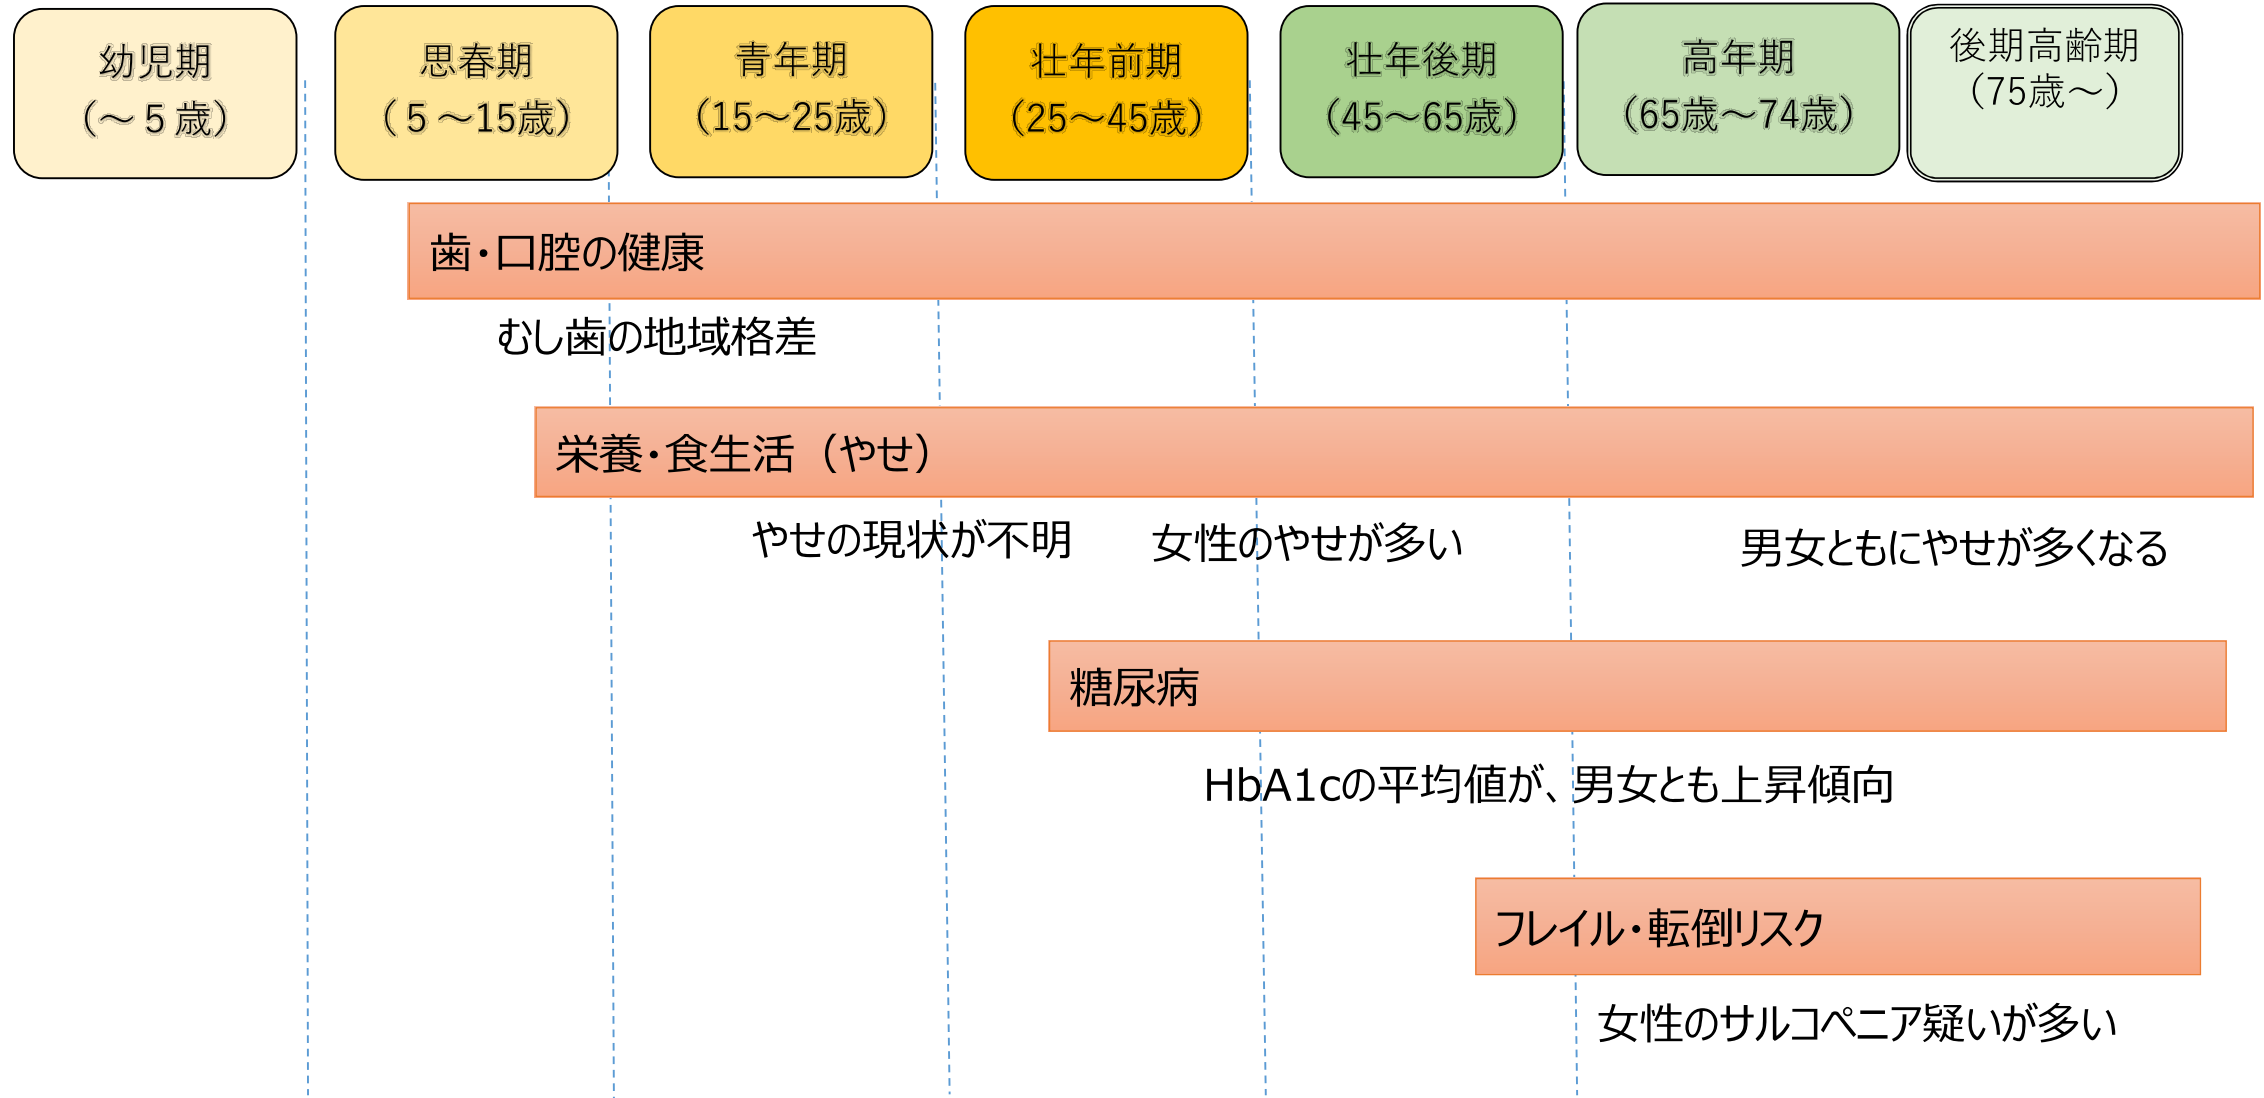 幼児期
（～５歳）
思春期
（５～15歳）
青年期
（15～25歳）
壮年前期
（25～45歳）
壮年後期
（45～65歳）
高年期
（65歳～74歳）
後期高齢期
（75歳～）
歯・口腔の健康
むし歯の地域格差
栄養・食生活（やせ）
やせの現状が不明
女性のやせが多い
男女ともにやせが多くなる
糖尿病
HbA1cの平均値が、男女とも上昇傾向
フレイル・転倒リスク
女性のサルコペニア疑いが多い